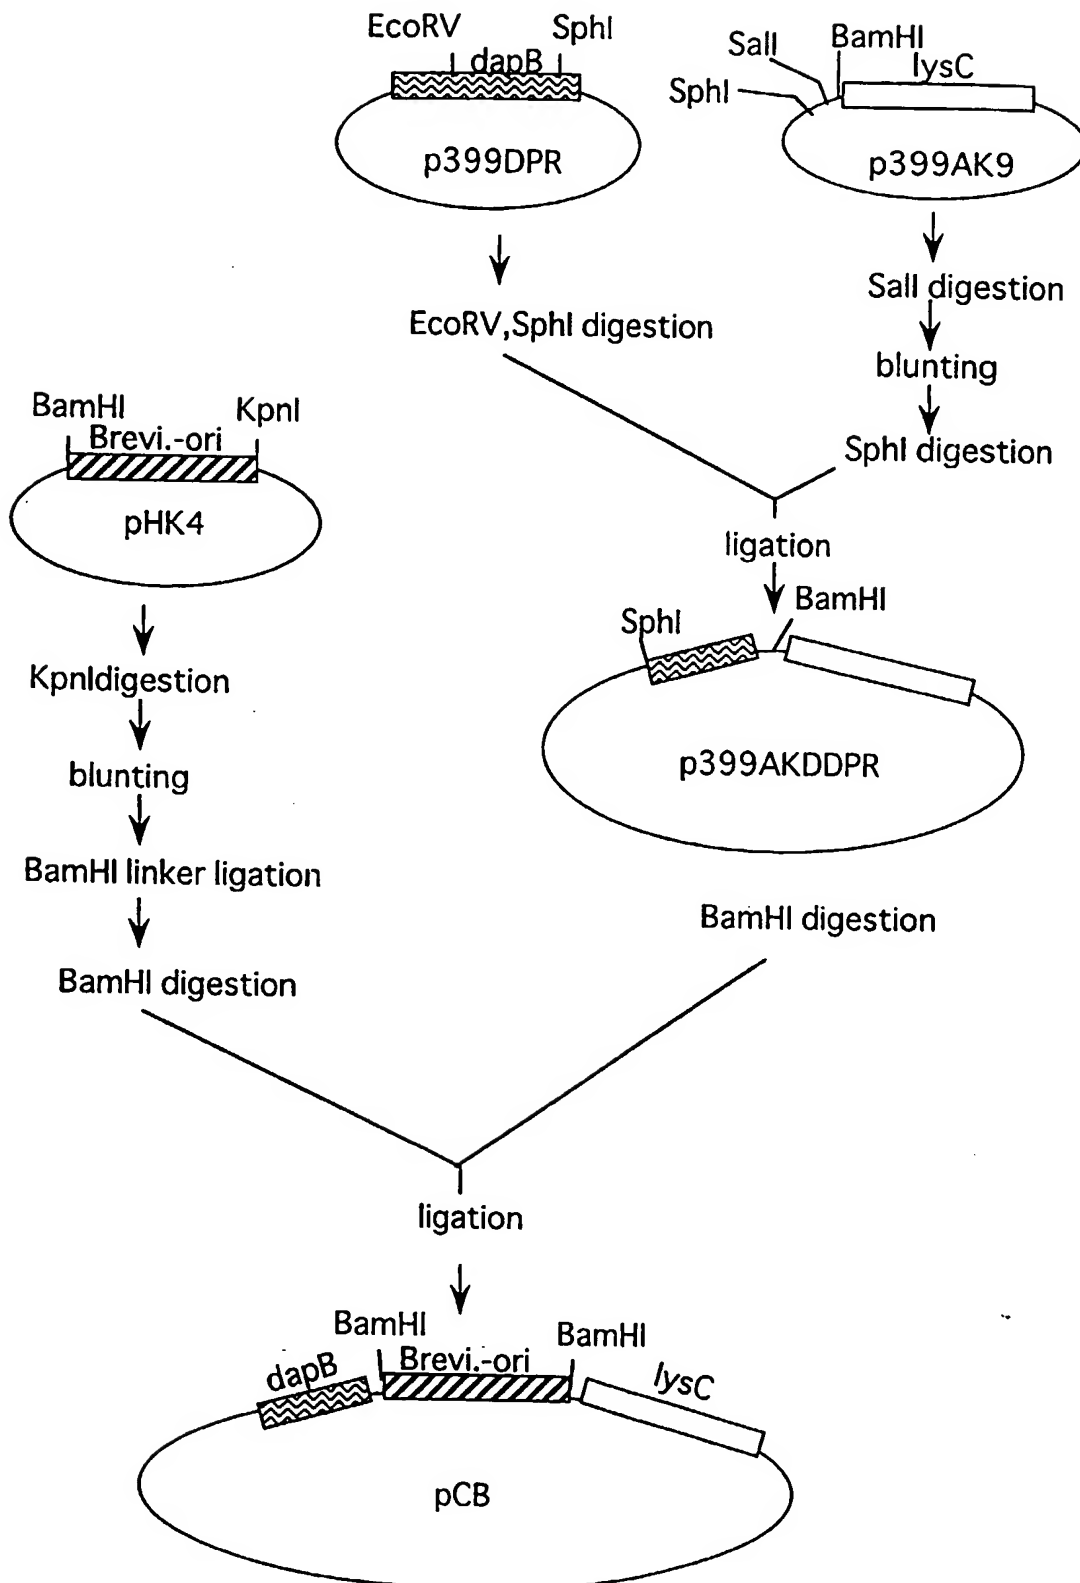 EcoRV SphI
dapB
p399DPR
SalI BamHI
lysC
SphI
p399AK9
EcoRV,SphI digestion
SalI digestion
blunting
SphI digestion
BamHI KpnI
Brevi.-ori
pHK4
ligation
KpnIdigestion
blunting
BamHI linker ligation
BamHI digestion
SphI BamHI
p399AKDDPR
BamHI digestion
ligation
BamHI BamHI
dapB Brevi.-ori lysC
pCB